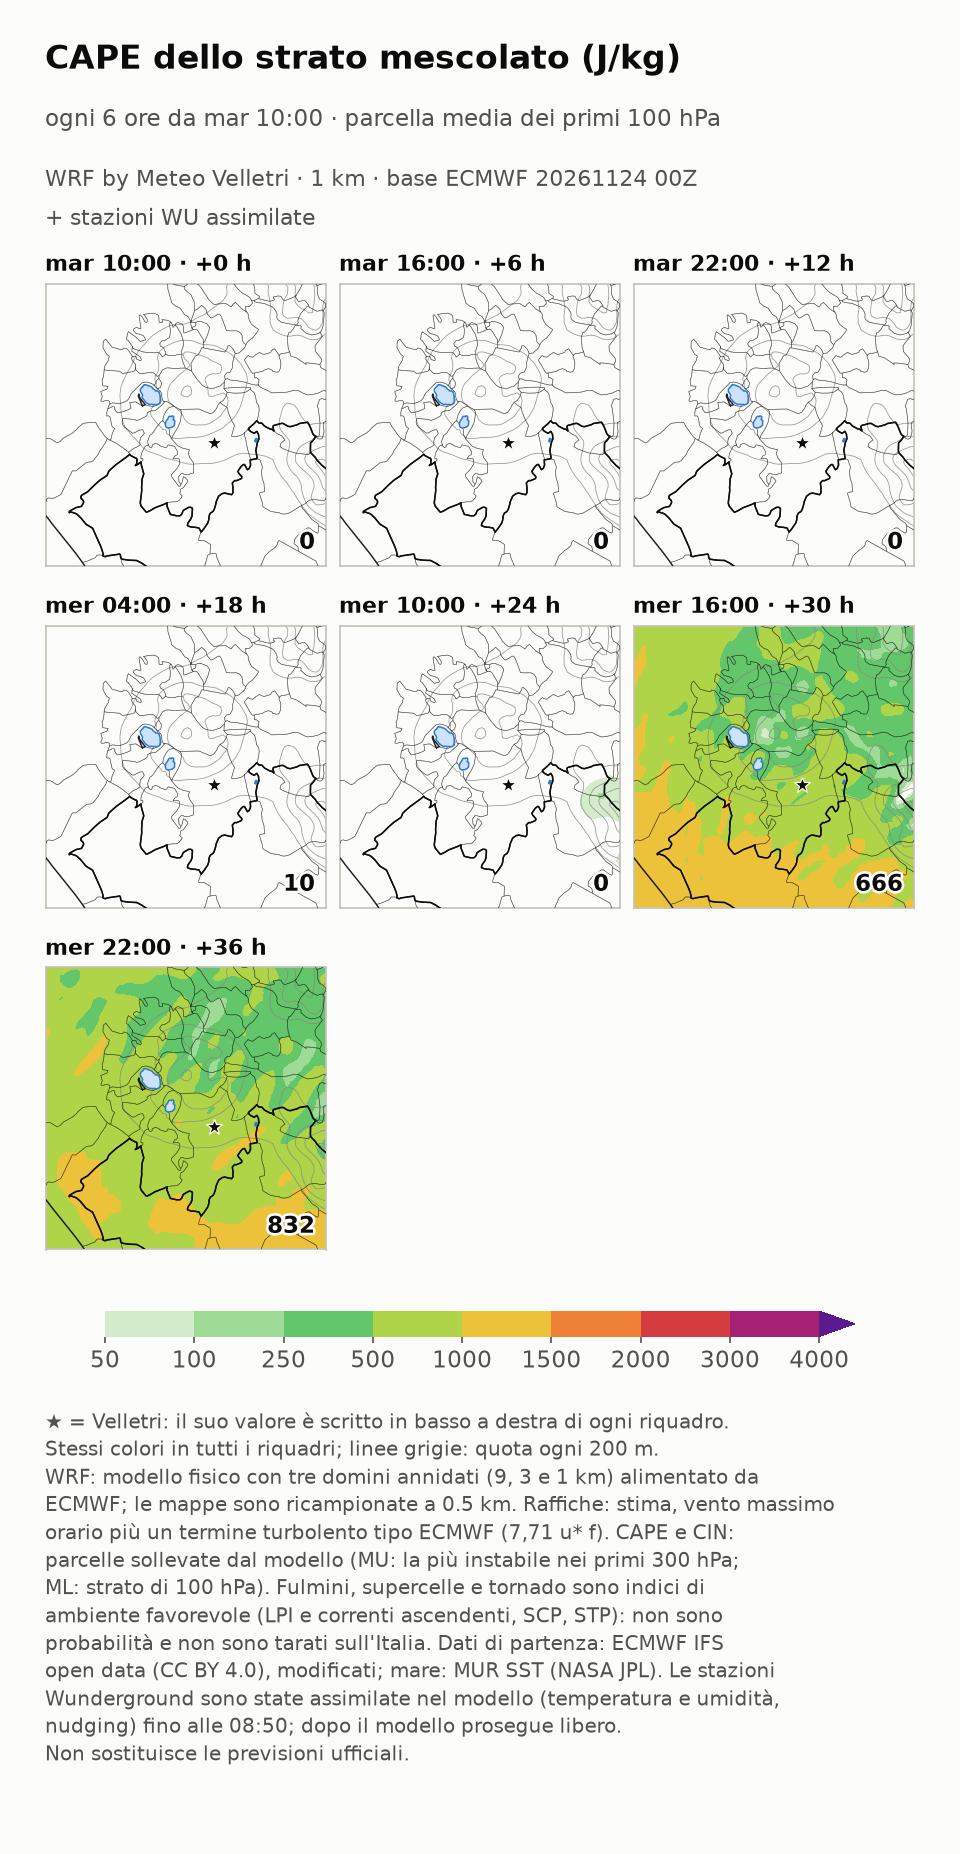 CAPE dello strato mescolato (J/kg)
ogni 6 ore da mar 10:00 · parcella media dei primi 100 hPa
WRF by Meteo Velletri · 1 km · base ECMWF 20261124 00Z
+ stazioni WU assimilate
mar 10:00 · +0 h
mar 16:00 · +6 h
mar 22:00 · +12 h
0
0
0
mer 04:00 · +18 h
mer 10:00 · +24 h
mer 16:00 · +30 h
10
0
666
mer 22:00 · +36 h
832
50 100 250 500 1000 1500 2000 3000 4000
★ = Velletri: il suo valore è scritto in basso a destra di ogni riquadro.
Stessi colori in tutti i riquadri; linee grigie: quota ogni 200 m.
WRF: modello fisico con tre domini annidati (9, 3 e 1 km) alimentato da
ECMWF; le mappe sono ricampionate a 0.5 km. Raffiche: stima, vento massimo
orario più un termine turbolento tipo ECMWF (7,71 u* f). CAPE e CIN:
parcelle sollevate dal modello (MU: la più instabile nei primi 300 hPa;
ML: strato di 100 hPa). Fulmini, supercelle e tornado sono indici di
ambiente favorevole (LPI e correnti ascendenti, SCP, STP): non sono
probabilità e non sono tarati sull'Italia. Dati di partenza: ECMWF IFS
open data (CC BY 4.0), modificati; mare: MUR SST (NASA JPL). Le stazioni
Wunderground sono state assimilate nel modello (temperatura e umidità,
nudging) fino alle 08:50; dopo il modello prosegue libero.
Non sostituisce le previsioni ufficiali.